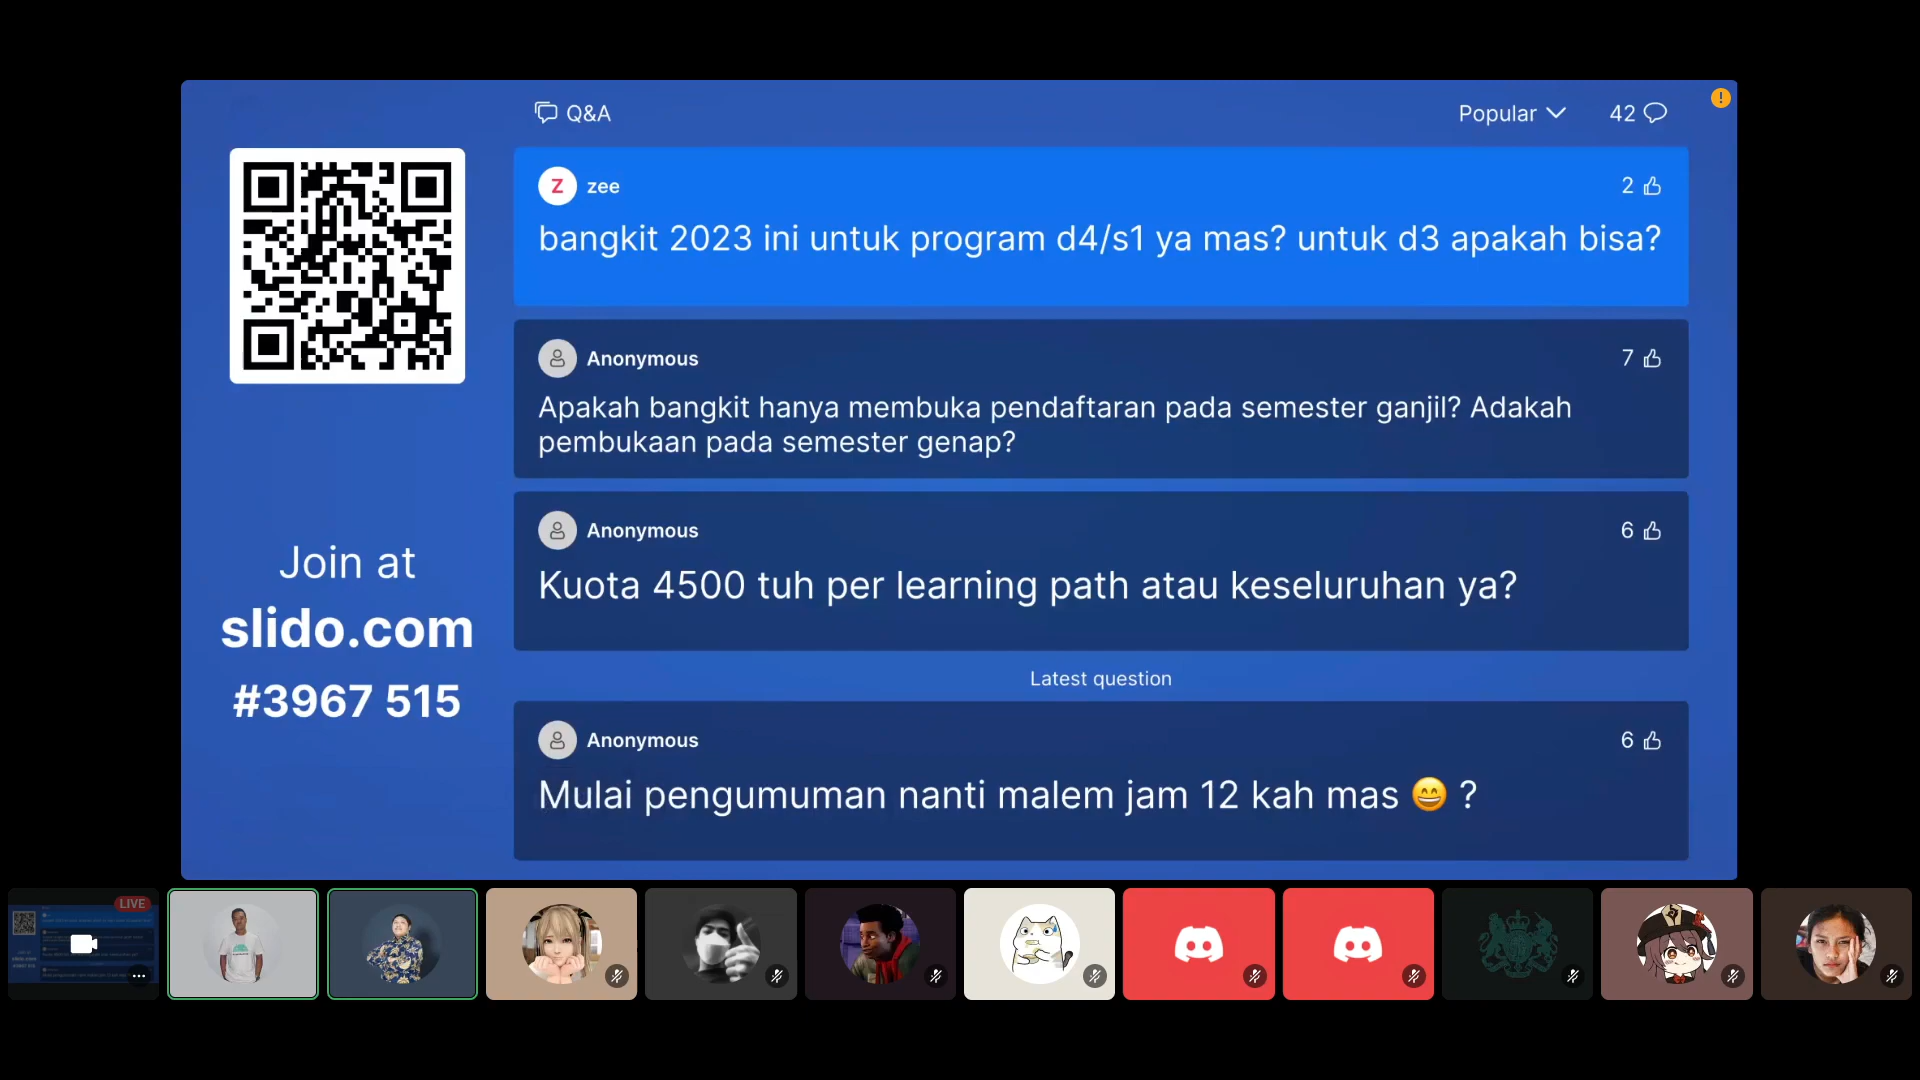 Q&A
Popular
42
Z
zee
2
bangkit 2023 ini untuk program d4/s1 ya mas? untuk d3 apakah bisa?
Anonymous
7
Apakah bangkit hanya membuka pendaftaran pada semester ganjil? Adakah
pembukaan pada semester genap?
Anonymous
6
Kuota 4500 tuh per learning path atau keseluruhan ya?
Latest question
Anonymous
6
Mulai pengumuman nanti malem jam 12 kah mas 😄 ?
Join at
slido.com
#3967 515
LIVE